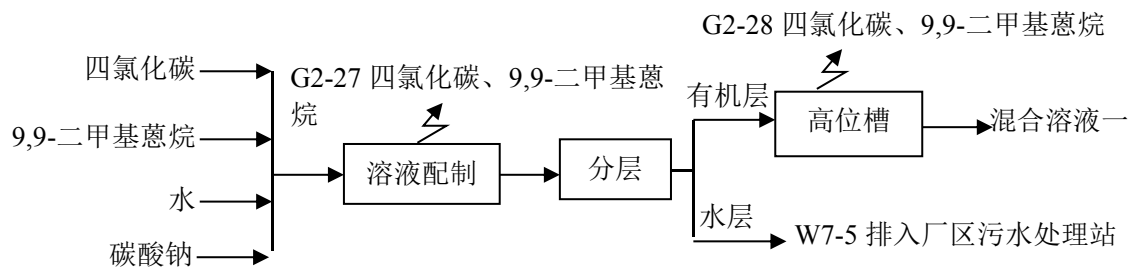 G2-28 四氯化碳、9,9-二甲基蒽烷
四氯化碳
G2-27 四氯化碳、9,9-二甲基蒽
烷
有机层
高位槽
混合溶液一
9,9-二甲基蒽烷
溶液配制
分层
水
水层
W7-5 排入厂区污水处理站
碳酸钠